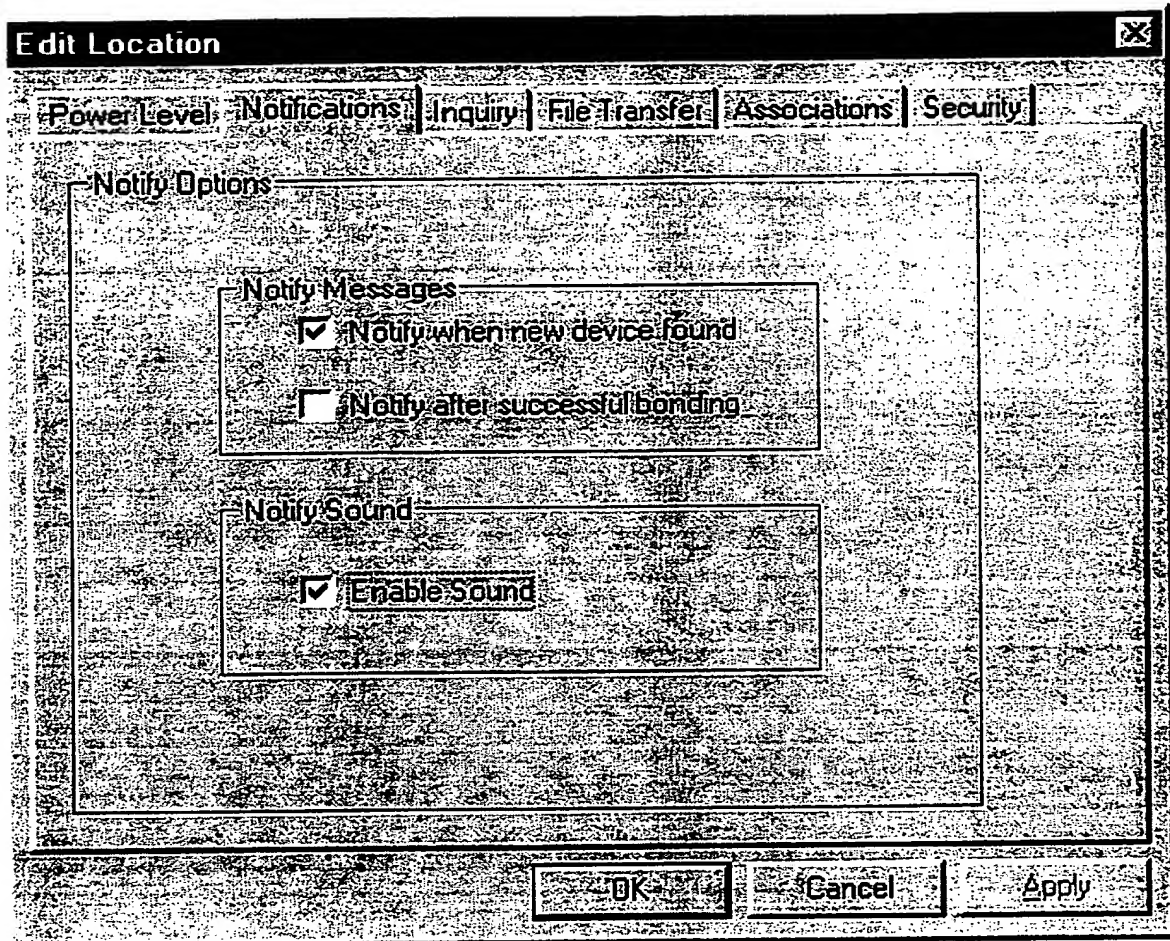 Edit Location
Power Level Notifications Inquiry File Transfer Associations Security
Notify Options
Notify Messages
Notify when new device found
Notify after successful bonding
Notify Sound
Enable Sound
OK Cancel Apply